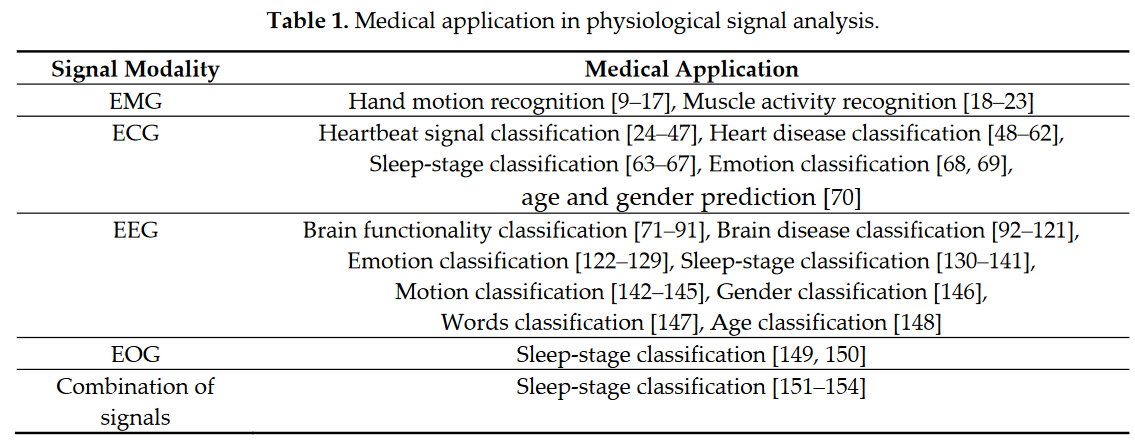 Table 1. Medical application in physiological signal analysis.
Signal Modality Medical Application
EMG Hand motion recognition [9–17], Muscle activity recognition [18–23]
ECG Heartbeat signal classification [24–47], Heart disease classification [48–62],
Sleep-stage classification [63–67], Emotion classification [68, 69],
age and gender prediction [70]
EEG Brain functionality classification [71–91], Brain disease classification [92–121],
Emotion classification [122–129], Sleep-stage classification [130–141],
Motion classification [142–145], Gender classification [146],
Words classification [147], Age classification [148]
EOG Sleep-stage classification [149, 150]
Combination of Sleep-stage classification [151–154]
signals